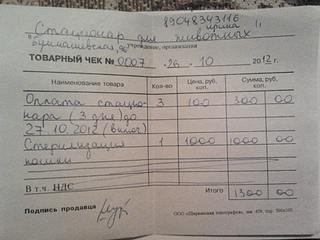 89048343116
Стационар для животных ирина
учреждение, организация
ТОВАРНЫЙ ЧЕК № 0007 «26» 10 2012 г.
Наименование товара Кол-во Цена, руб. коп. Сумма, руб. коп.
Оплата стацио- 3 100 300 00
нара (3 дня) до
27.10.2012 (включ)
Стерилизация 1 1000 1000 00
кошки
В т.ч. НДС Итого 1300 00
Подпись продавца